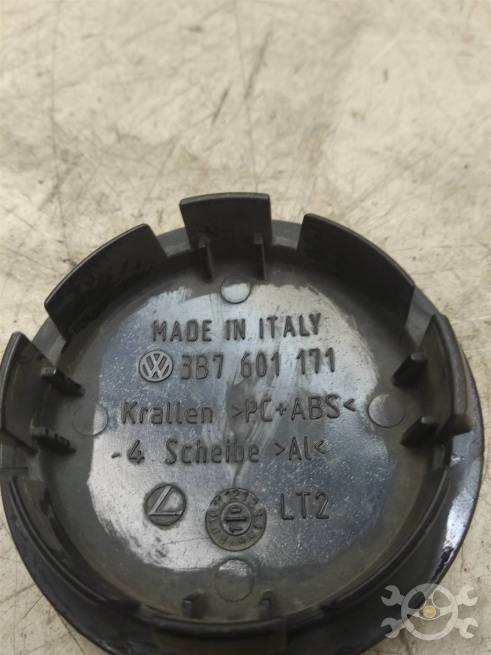 MADE IN ITALY
3B7 601 171
Krallen >PC+ABS<
-4 Scheibe >Al<
LT2